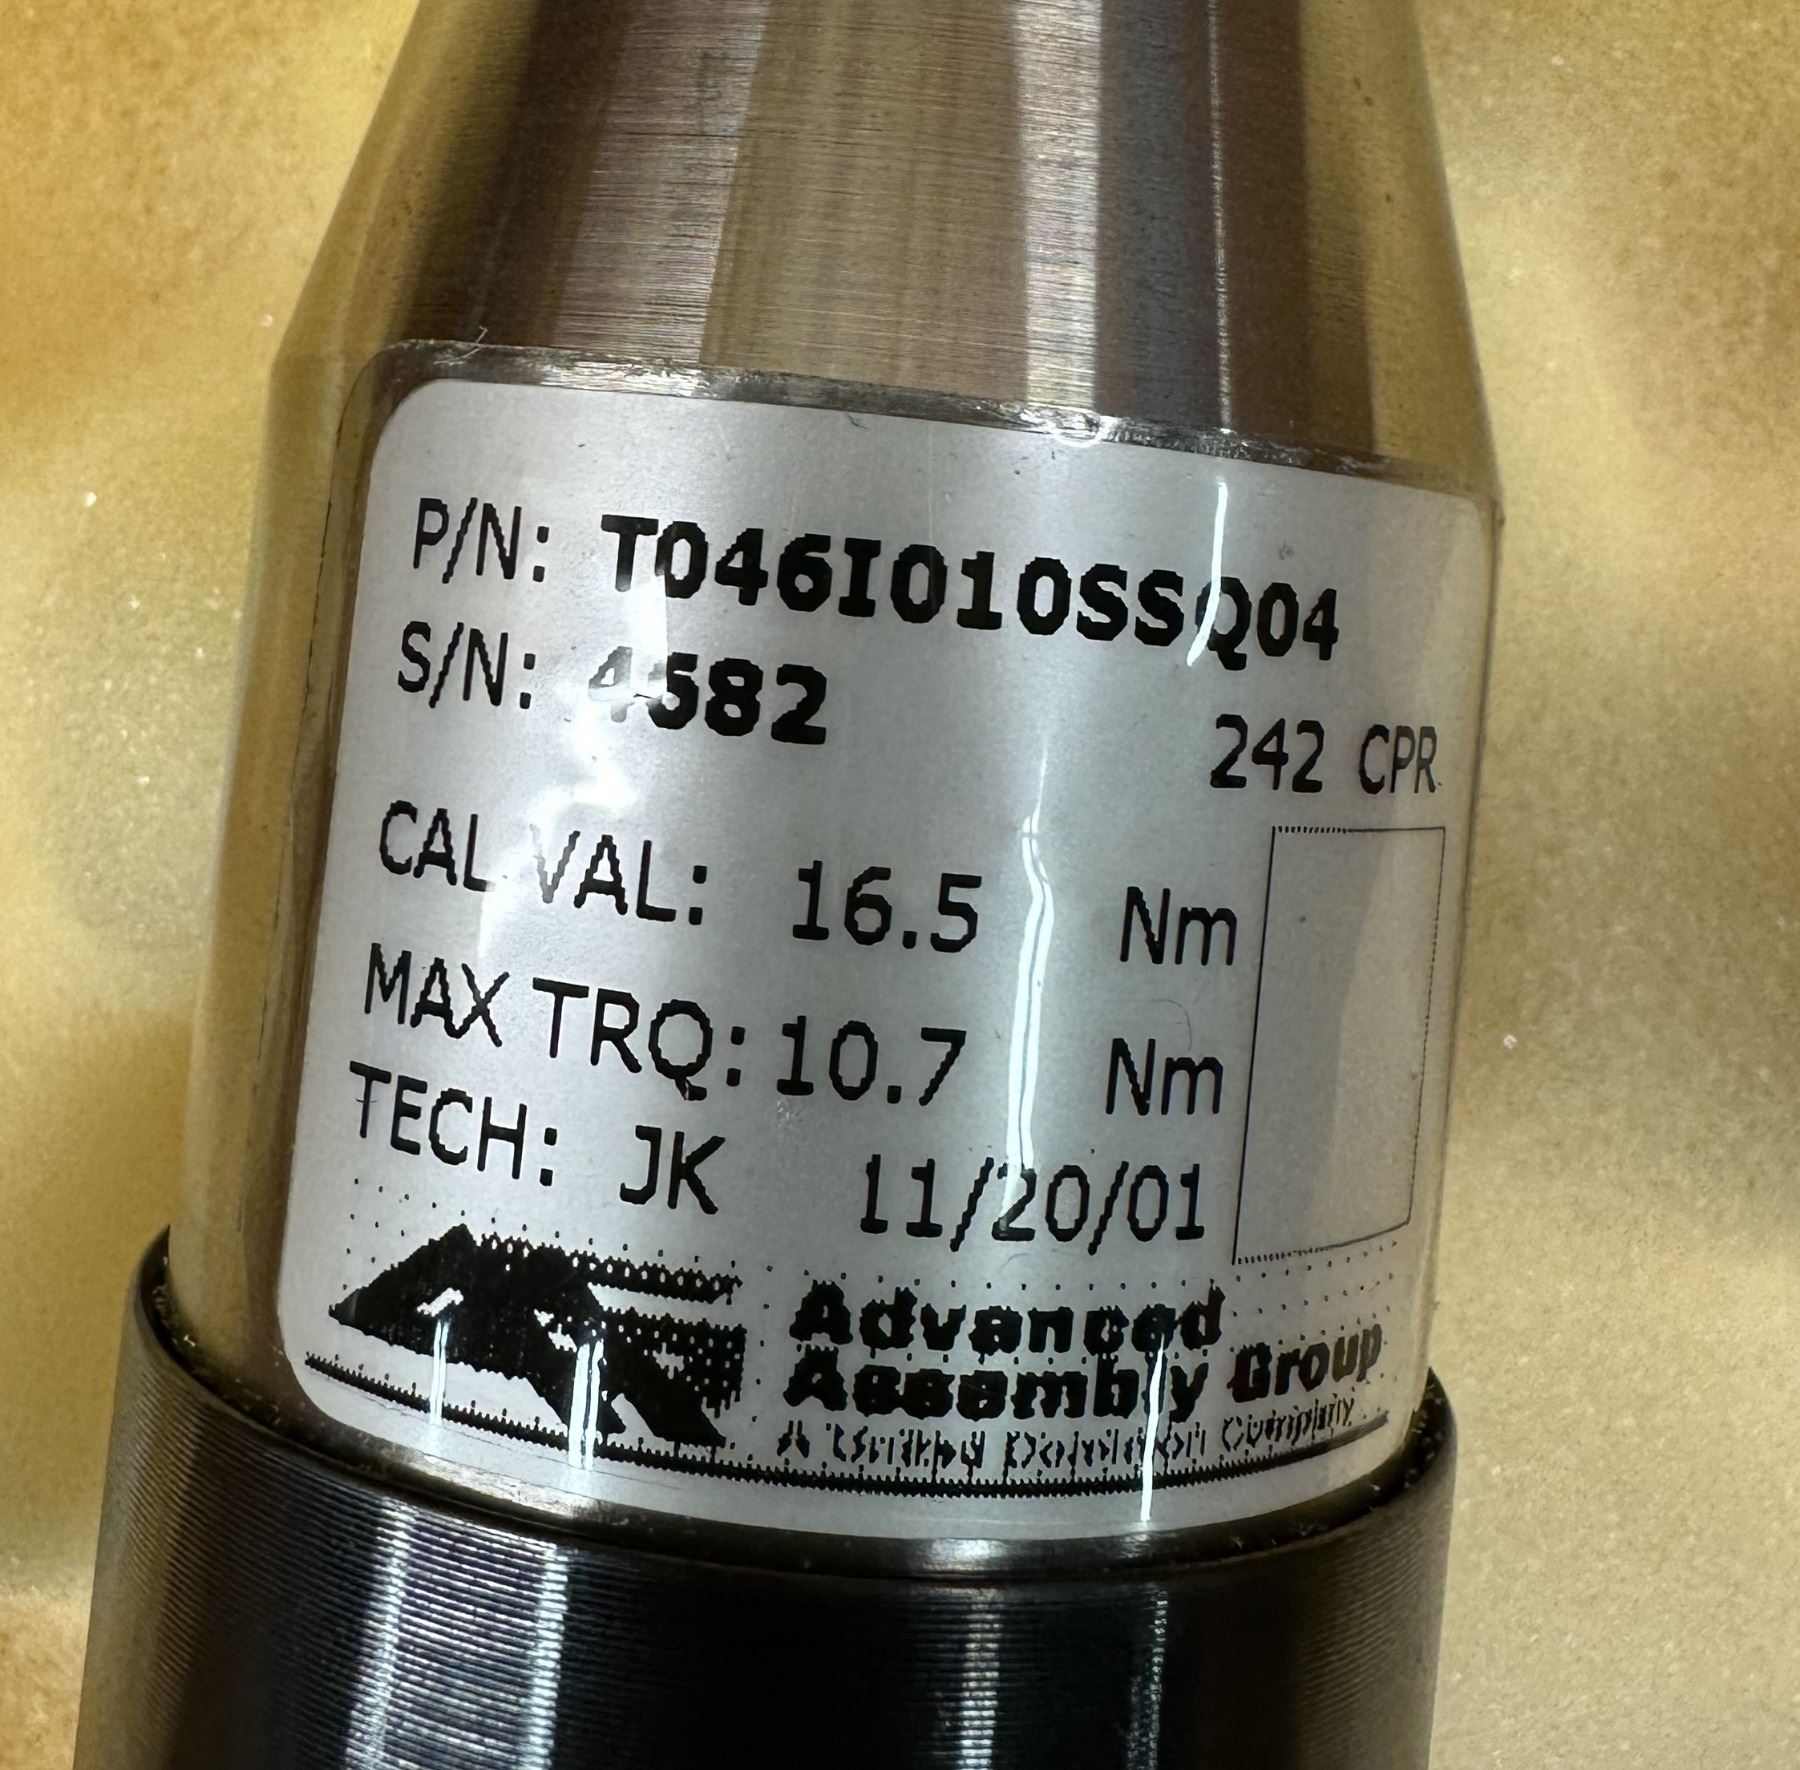 P/N: T046I010SSQ04
S/N: 4582
242 CPR
CAL VAL: 16.5 Nm
MAX TRQ: 10.7 Nm
TECH: JK 11/20/01
Advanced
Assembly Group
A Company